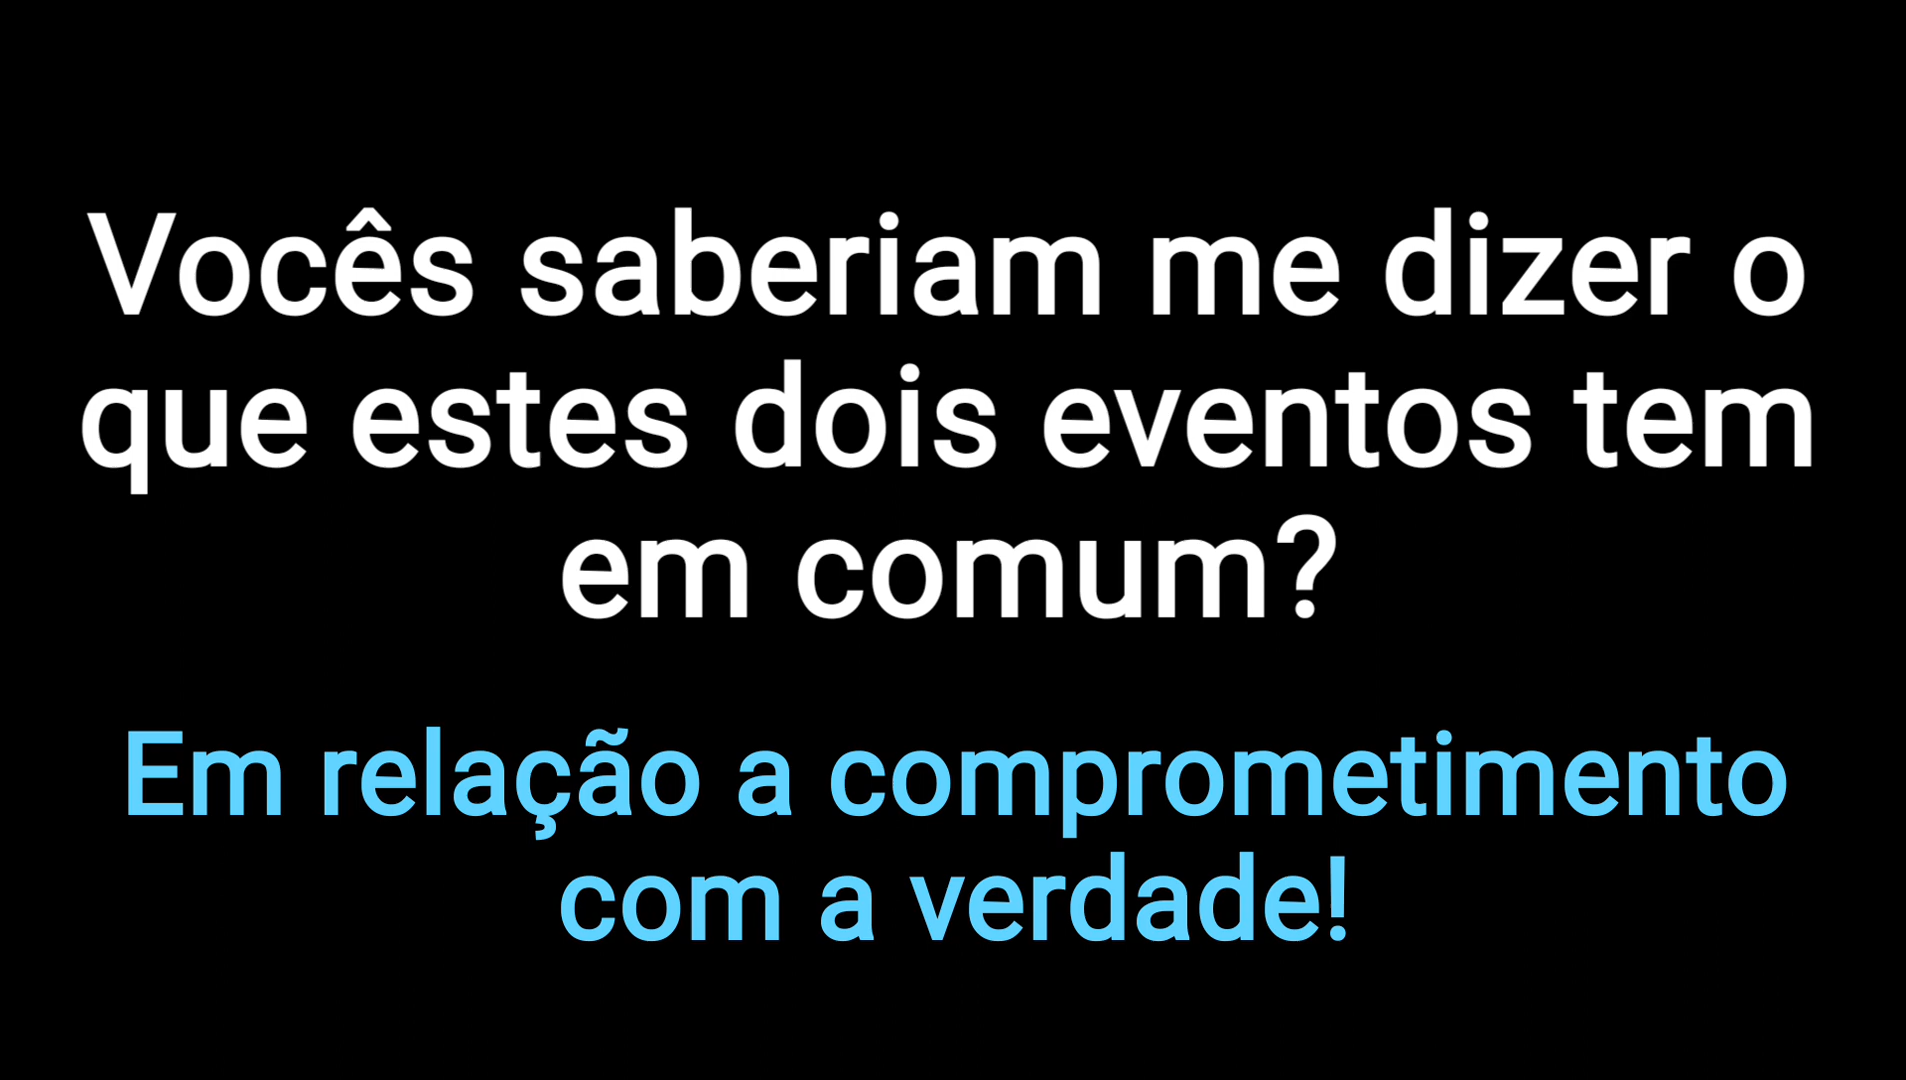 Vocês saberiam me dizer o
que estes dois eventos tem
em comum?
Em relação a comprometimento
com a verdade!